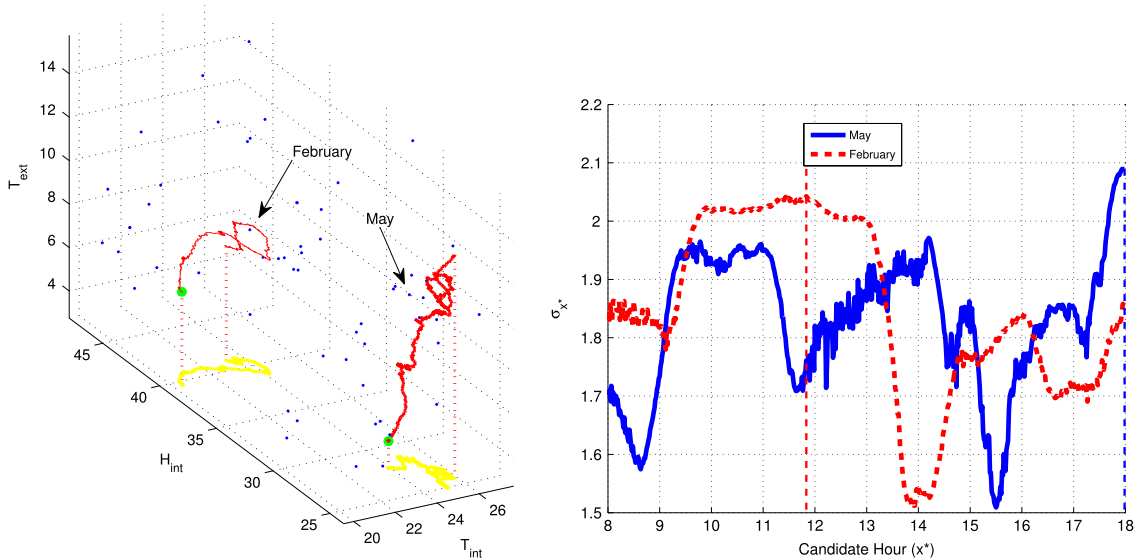 14
12
10
8
6
4
T_ext
February
May
45
40
35
30
25
H_int
20
22
24
26
T_int
2.2
2.1
2
1.9
1.8
1.7
1.6
1.5
σ_x*
May
February
8 9 10 11 12 13 14 15 16 17 18
Candidate Hour (x*)